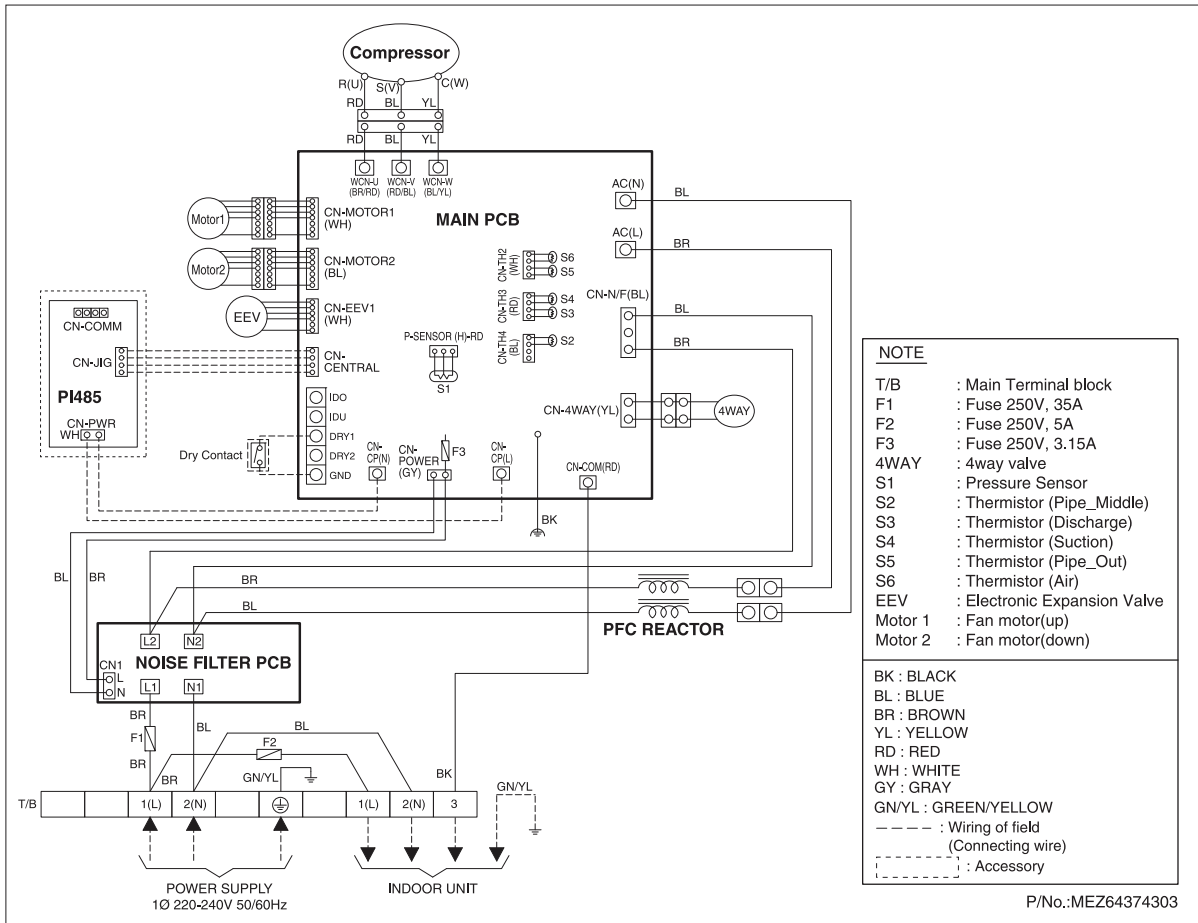 Compressor
R(U)
S(V)
C(W)
RD
BL
YL
RD
BL
YL
WCN-U
(BR/RD)
WCN-V
(RD/BL)
WCN-W
(BL/YL)
MAIN PCB
AC(N)
BL
AC(L)
BR
Motor1
CN-MOTOR1
(WH)
Motor2
CN-MOTOR2
(BL)
EEV
CN-EEV1
(WH)
CN-TH2
(WH)
S6
S5
CN-TH3
(RD)
S4
S3
CN-TH4
(BL)
S2
CN-N/F(BL)
BL
BR
P-SENSOR (H)-RD
S1
CN-COMM
CN-JIG
PI485
CN-PWR
WH
CN-
CENTRAL
IDO
IDU
DRY1
DRY2
GND
Dry Contact
CN-
CP(N)
CN-
POWER
(GY)
F3
CN-
CP(L)
CN-4WAY(YL)
4WAY
CN-COM(RD)
BK
BL
BR
BR
BL
PFC REACTOR
L2
N2
NOISE FILTER PCB
CN1
L
N
L1
N1
BR
F1
BR
BL
BR
F2
BL
GN/YL
BK
GN/YL
T/B
1(L)
2(N)
1(L)
2(N)
3
POWER SUPPLY
1Ø 220-240V 50/60Hz
INDOOR UNIT
NOTE
T/B : Main Terminal block
F1 : Fuse 250V, 35A
F2 : Fuse 250V, 5A
F3 : Fuse 250V, 3.15A
4WAY : 4way valve
S1 : Pressure Sensor
S2 : Thermistor (Pipe_Middle)
S3 : Thermistor (Discharge)
S4 : Thermistor (Suction)
S5 : Thermistor (Pipe_Out)
S6 : Thermistor (Air)
EEV : Electronic Expansion Valve
Motor 1 : Fan motor(up)
Motor 2 : Fan motor(down)
BK : BLACK
BL : BLUE
BR : BROWN
YL : YELLOW
RD : RED
WH : WHITE
GY : GRAY
GN/YL : GREEN/YELLOW
: Wiring of field
(Connecting wire)
: Accessory
P/No.:MEZ64374303